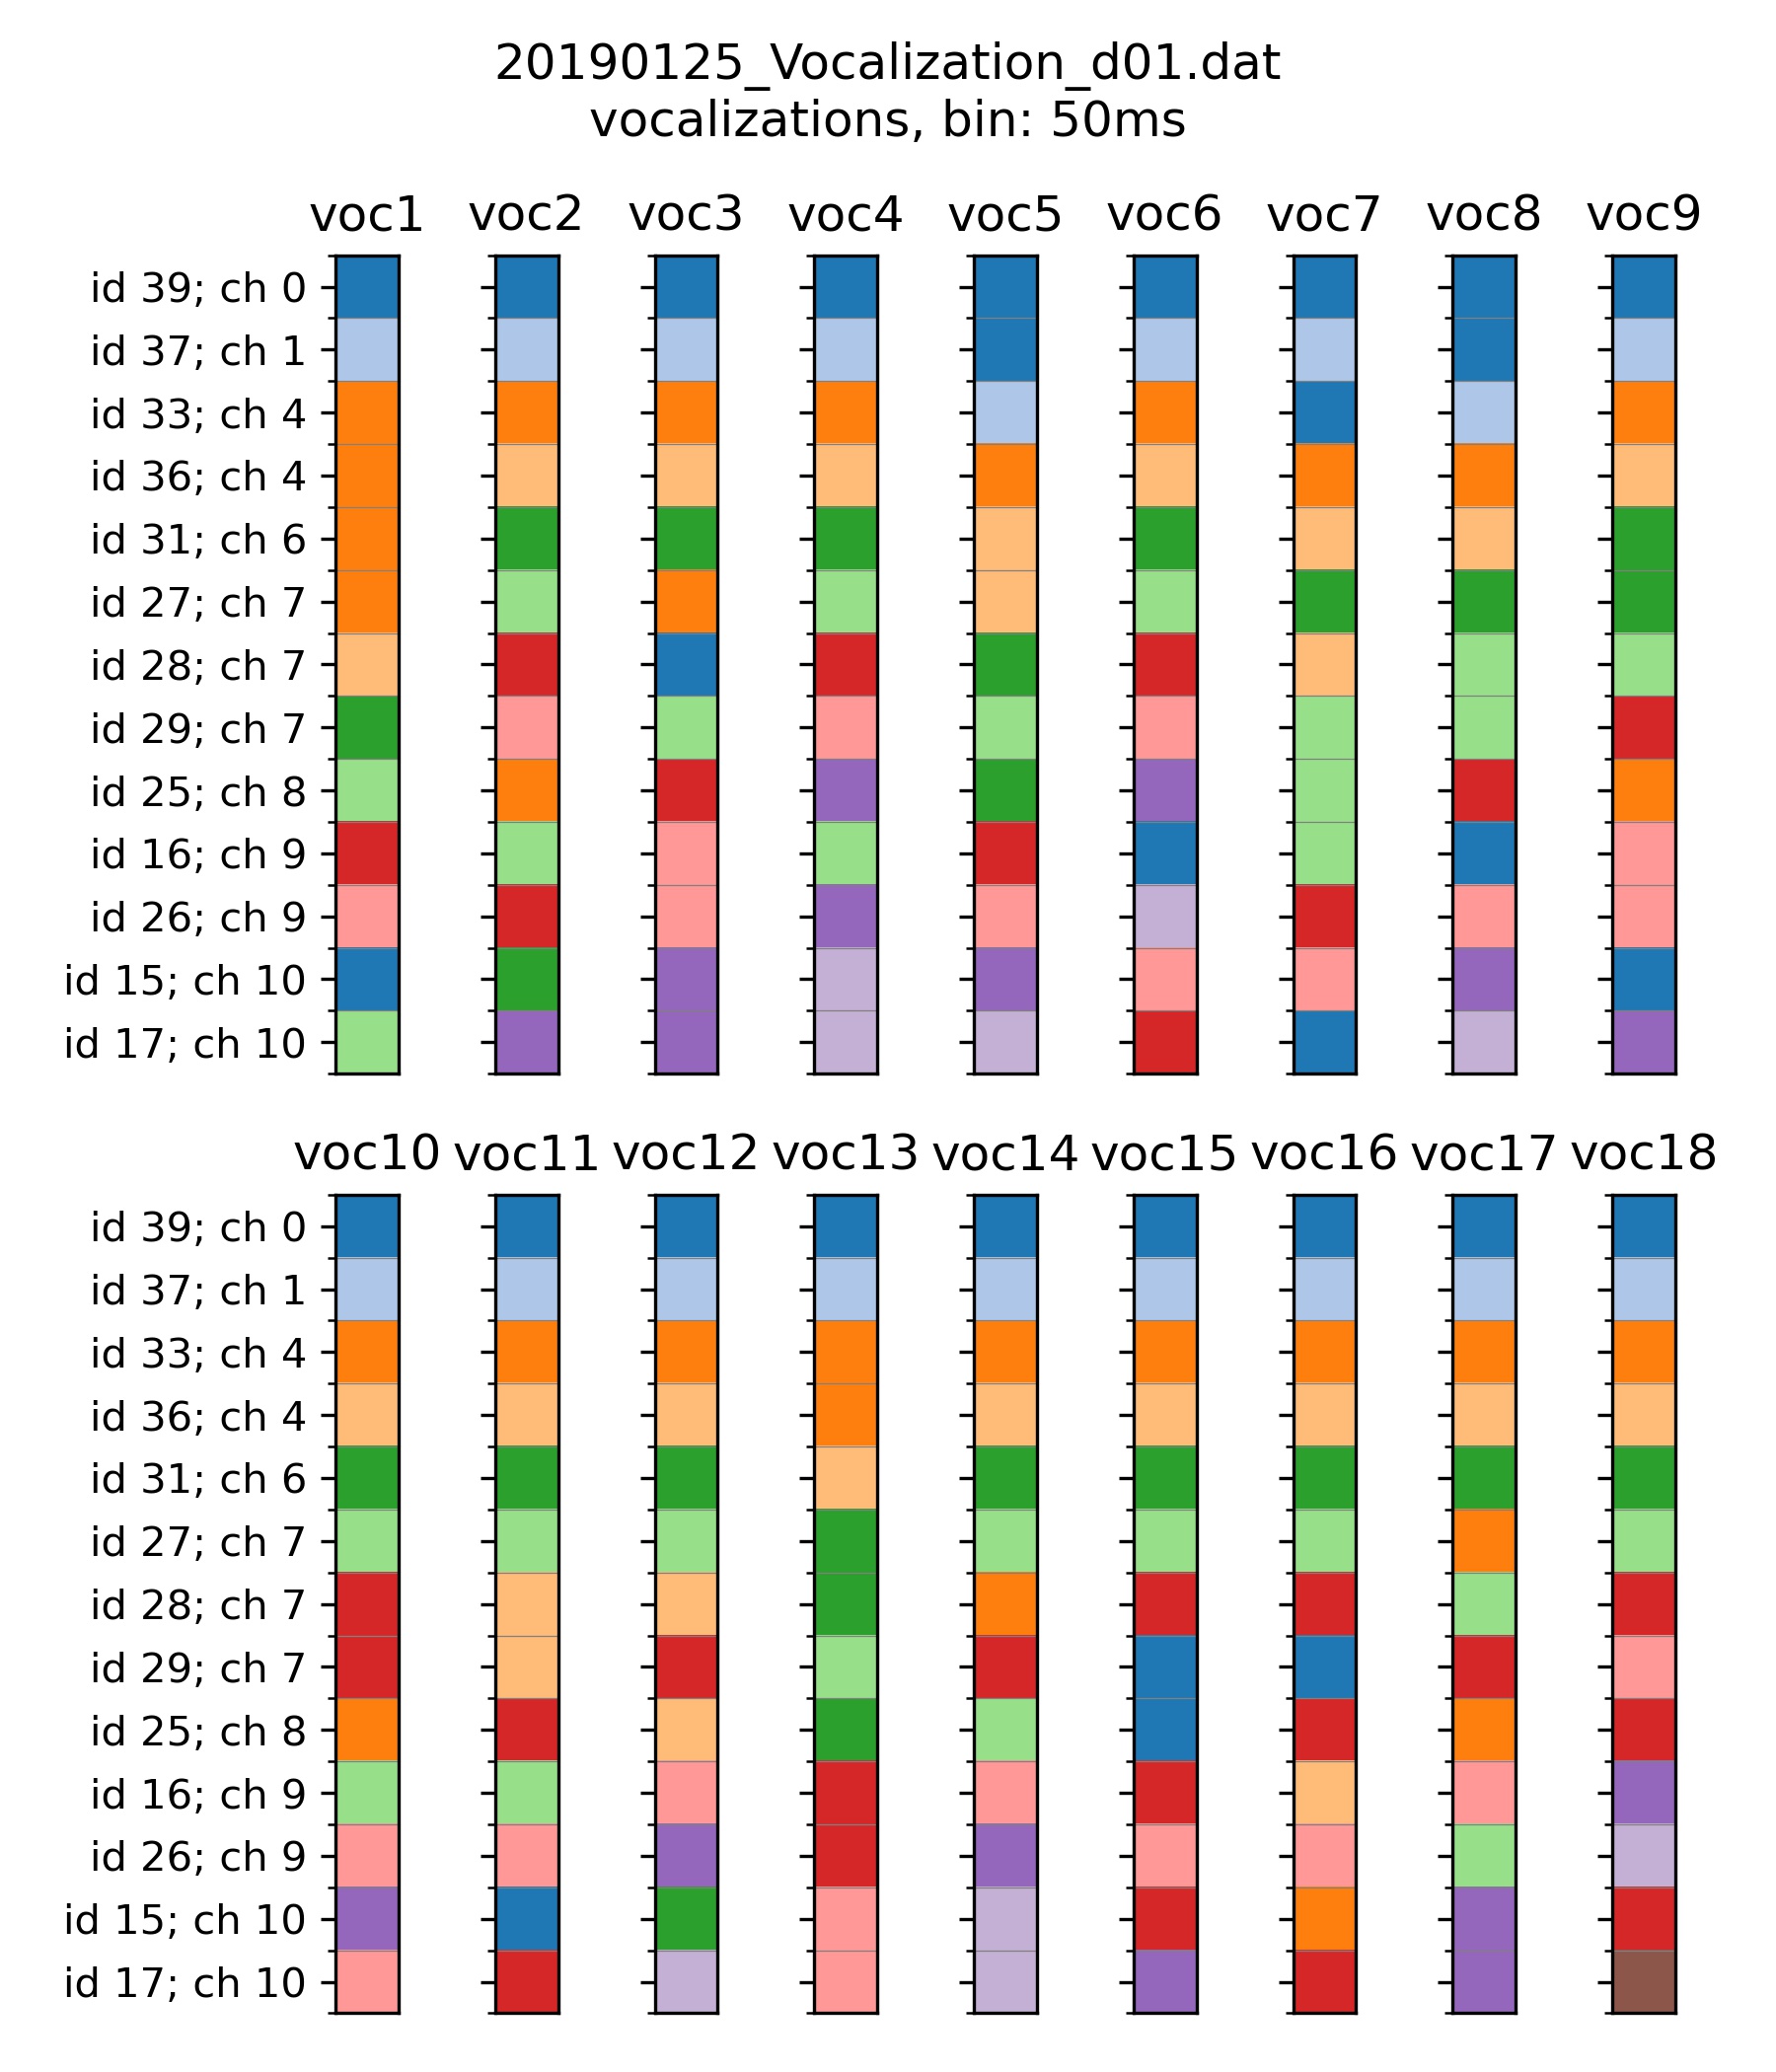 20190125_Vocalization_d01.dat
vocalizations, bin: 50ms
voc1 voc2 voc3 voc4 voc5 voc6 voc7 voc8 voc9
id 39; ch 0
id 37; ch 1
id 33; ch 4
id 36; ch 4
id 31; ch 6
id 27; ch 7
id 28; ch 7
id 29; ch 7
id 25; ch 8
id 16; ch 9
id 26; ch 9
id 15; ch 10
id 17; ch 10
voc10 voc11 voc12 voc13 voc14 voc15 voc16 voc17 voc18
id 39; ch 0
id 37; ch 1
id 33; ch 4
id 36; ch 4
id 31; ch 6
id 27; ch 7
id 28; ch 7
id 29; ch 7
id 25; ch 8
id 16; ch 9
id 26; ch 9
id 15; ch 10
id 17; ch 10